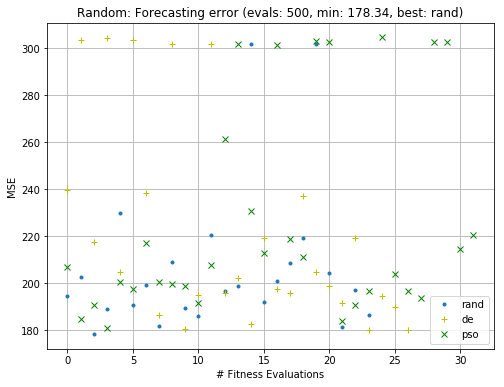 Random: Forecasting error (evals: 500, min: 178.34, best: rand)
MSE
300
280
260
240
220
200
180
0
5
10
15
20
25
30
# Fitness Evaluations
rand
de
pso